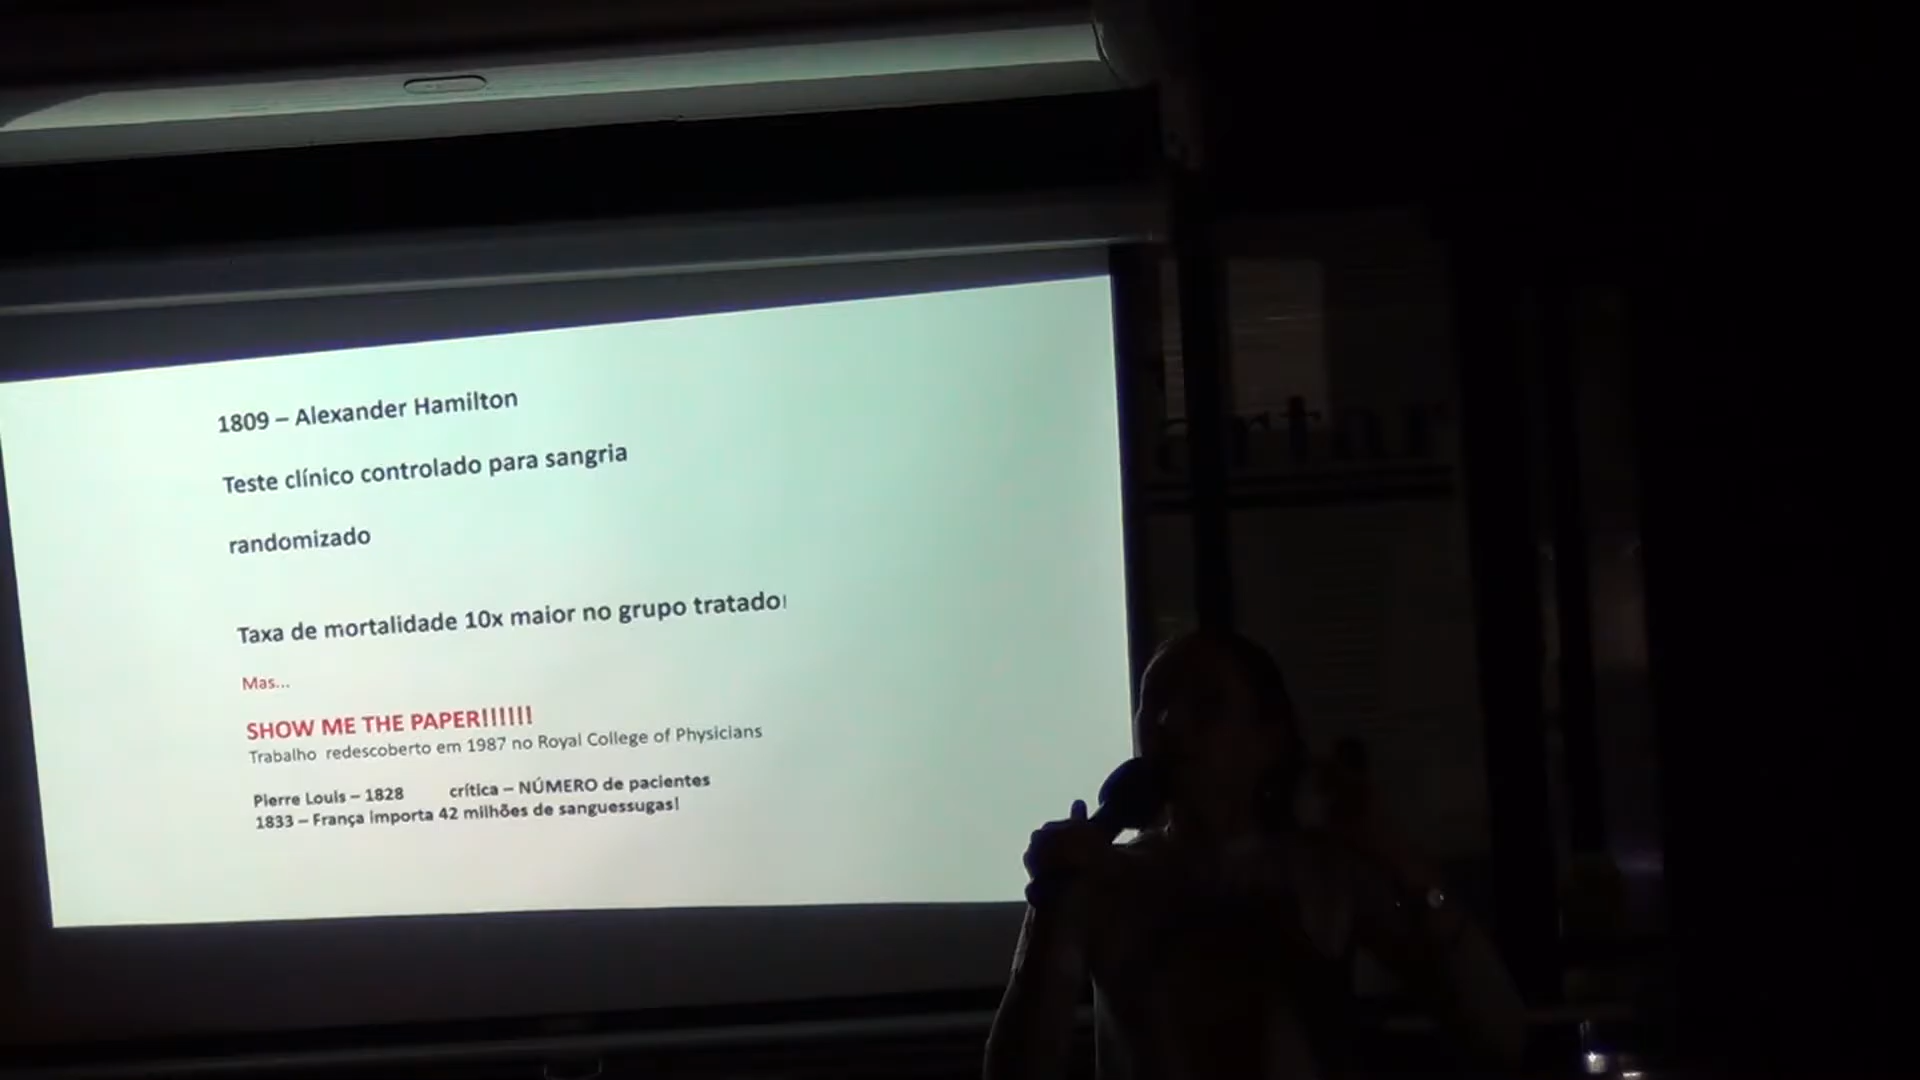 1809 – Alexander Hamilton
Teste clínico controlado para sangria
randomizado
Taxa de mortalidade 10x maior no grupo tratado!
Mas...
SHOW ME THE PAPER!!!!!!
Trabalho redescoberto em 1987 no Royal College of Physicians
Pierre Louis – 1828 crítica – NÚMERO de pacientes
1833 – França importa 42 milhões de sanguessugas!